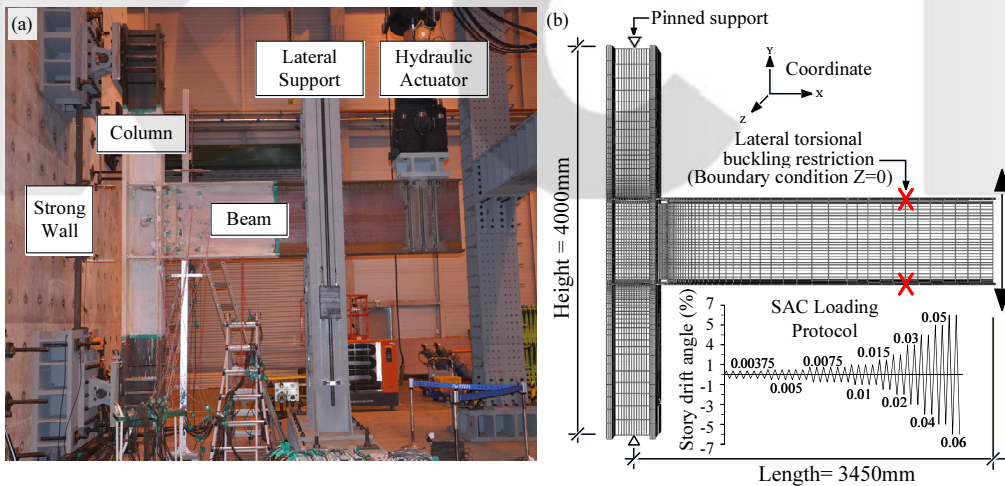 (a)
Lateral
Support
Hydraulic
Actuator
Column
Strong
Wall
Beam
(b)
Pinned support
Y
Coordinate
x
z
Lateral torsional
buckling restriction
(Boundary condition Z=0)
Height = 4000mm
SAC Loading
Protocol
Story drift angle (%)
7
5
3
1
-1
-3
-5
-7
0.00375
0.005
0.0075
0.01
0.015
0.02
0.03
0.04
0.05
0.06
Length= 3450mm